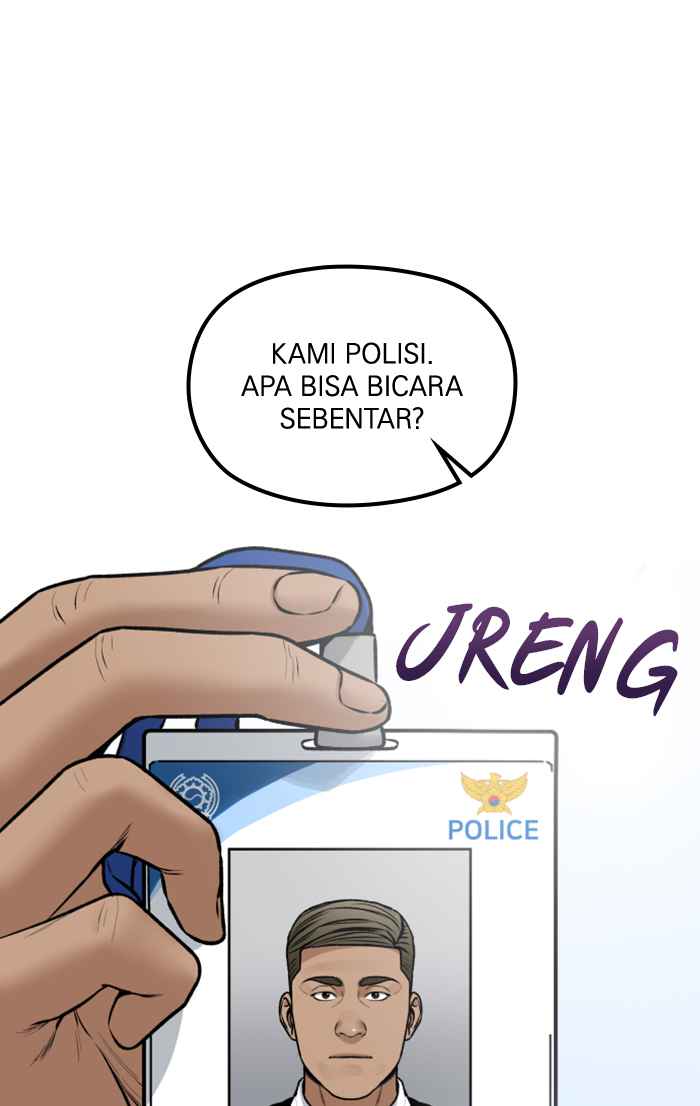 KAMI POLISI.
APA BISA BICARA
SEBENTAR?
JRENG
POLICE